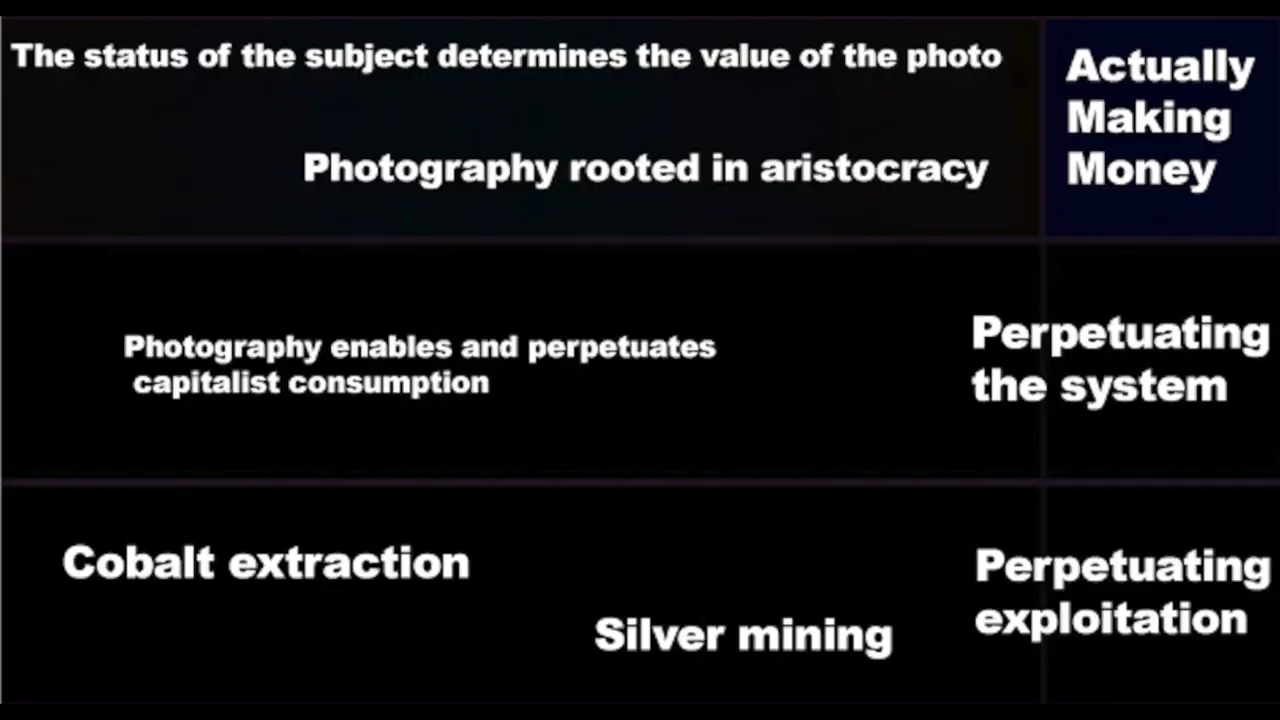 The status of the subject determines the value of the photo
Photography rooted in aristocracy
Actually
Making
Money
Photography enables and perpetuates
capitalist consumption
Perpetuating
the system
Cobalt extraction
Silver mining
Perpetuating
exploitation